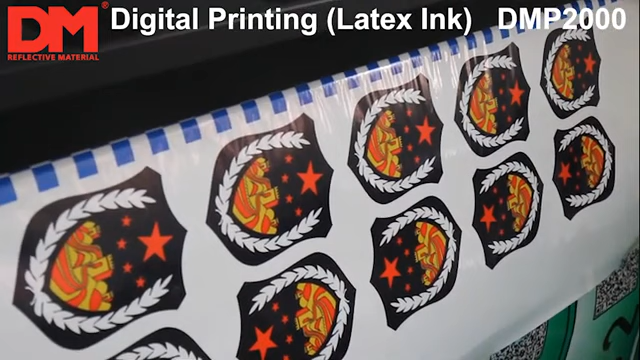 DM®
REFLECTIVE MATERIAL
Digital Printing (Latex Ink) DMP2000